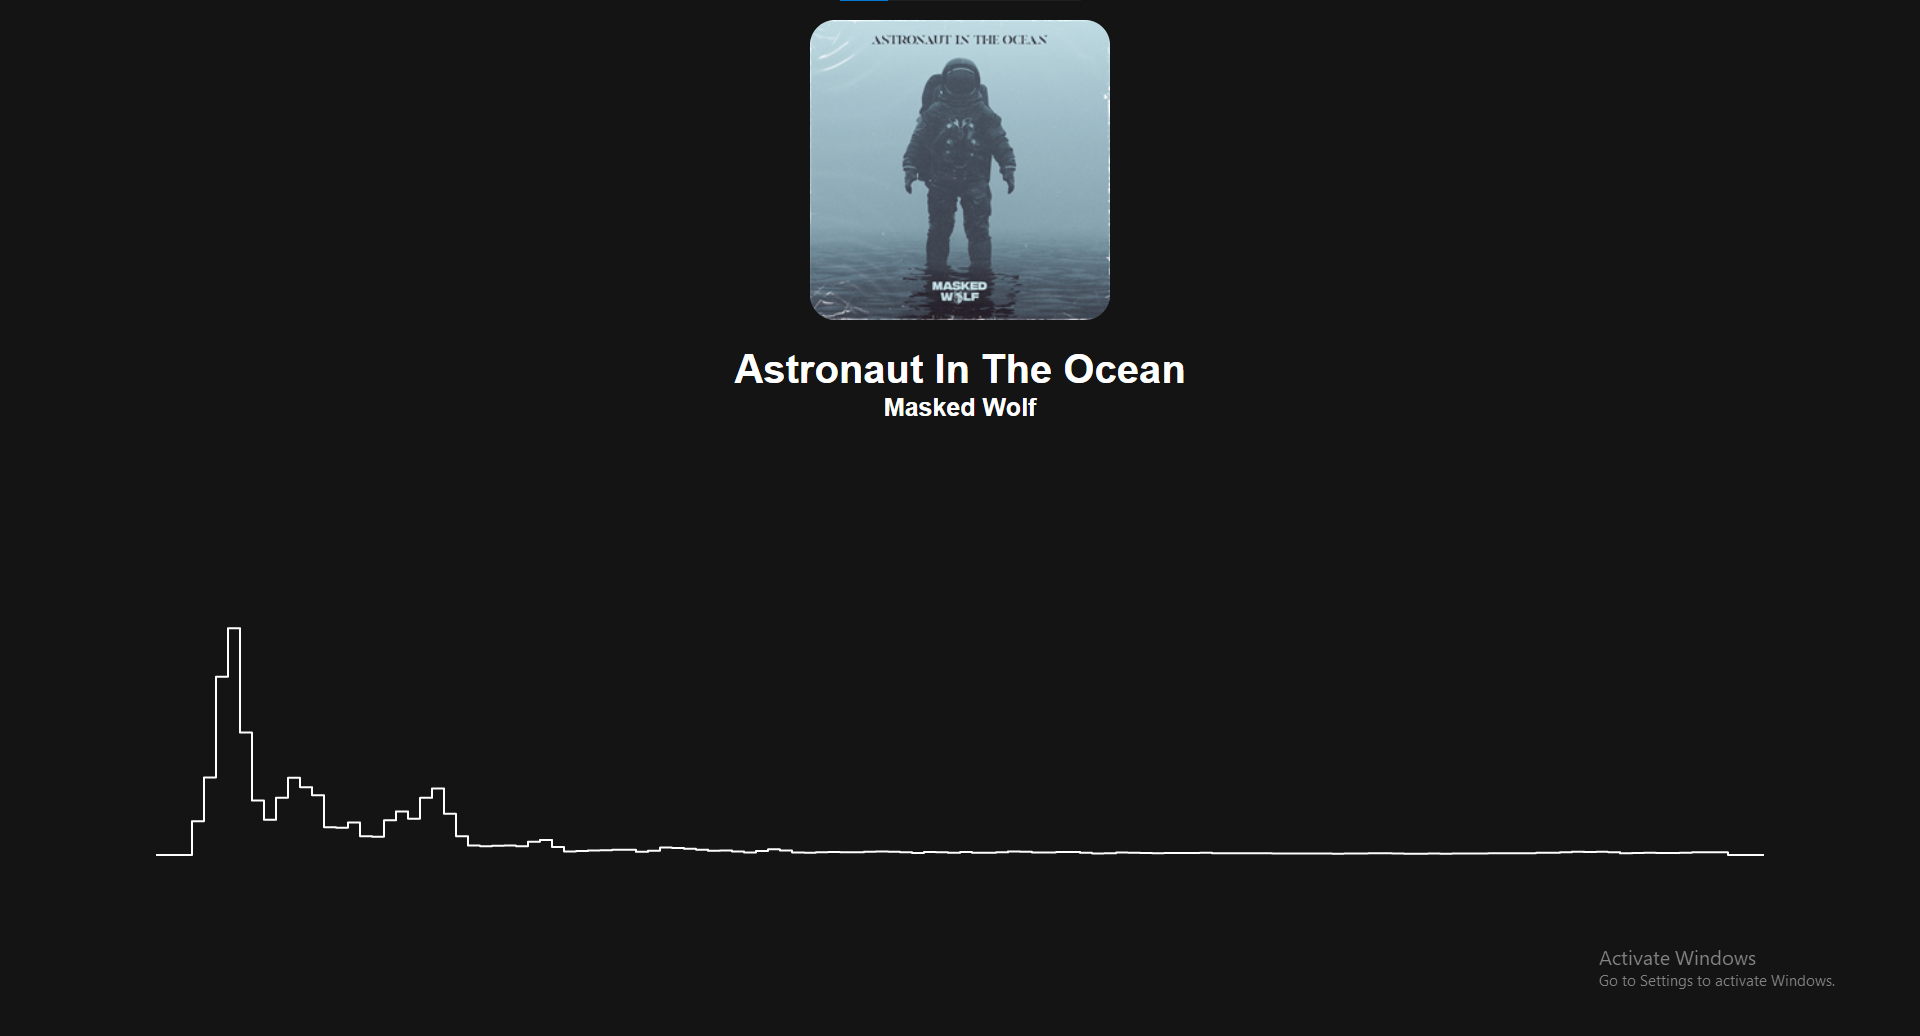 ASTRONAUT IN THE OCEAN
MASKED
WOLF
Astronaut In The Ocean
Masked Wolf
Activate Windows
Go to Settings to activate Windows.